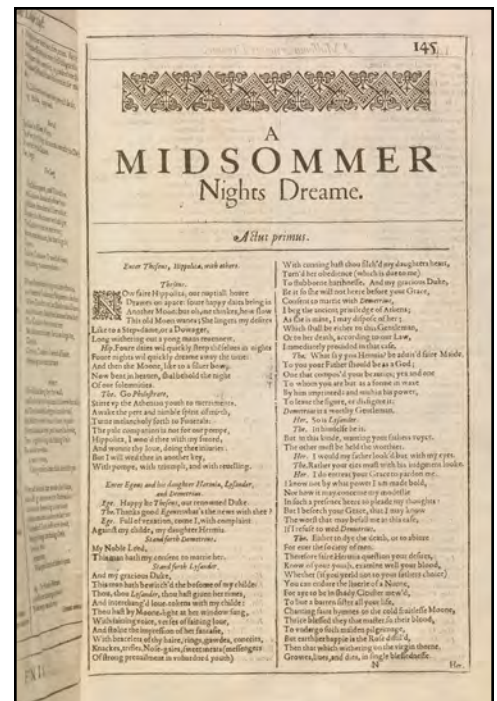 145
A
MIDSOMMER
Nights Dreame.
Actus primus.
Enter Theseus, Hippolita, with others.
Theseus.
NOw faire Hippolita, our nuptiall houre
Drawes on apace: foure happy daies bring in
Another Moon: but oh, me thinkes, how slow
This old Moon wanes; She lingers my desires
Like to a Step-dame, or a Dowager,
Long withering out a yong mans revennew.
Hip. Foure daies wil quickly steep thẽselves in nights
Foure nights wil quickly dreame away the time:
And then the Moone, like to a silver bow,
Now bent in heaven, shal behold the night
Of our solemnities.
The. Go Philostrate,
Stirre up the Athenian youth to merriments,
Awake the pert and nimble spirit of mirth,
Turne melancholy forth to Funerals:
The pale companion is not for our pompe,
Hippolita, I woo'd thee with my sword,
And wonne thy love, doing thee injuries:
But I will wed thee in another key,
With pompe, with triumph, and with revelling.
Enter Egeus and his daughter Hermia, Lysander,
and Demetrius.
Ege. Happy be Theseus, our renowned Duke.
The. Thanks good Egeus: what's the news with thee?
Ege. Full of vexation, come I, with complaint
Against my childe, my daughter Hermia.
Stand forth Demetrius.
My Noble Lord,
This man hath my consent to marrie her.
Stand forth Lysander.
And my gracious Duke,
This man hath bewitch'd the bosome of my childe:
Thou, thou Lysander, thou hast given her rimes,
And interchang'd love-tokens with my childe:
Thou hast by Moone-light at her window sung,
With faining voice, verses of faining love,
And stolne the impression of her fantasie,
With bracelets of thy haire, rings, gawdes, conceits,
Knackes, trifles, Nose-gaies, sweet meats (messengers
Of strong prevailment in unhardned youth)
With cunning hast thou filch'd my daughters heart,
Turn'd her obedience (which is due to me)
To stubborne harshnesse. And my gracious Duke,
Be it so she will not heere before your Grace,
Consent to marrie with Demetrius,
I beg the ancient priviledge of Athens;
As she is mine, I may dispose of her;
Which shall be either to this Gentleman,
Or to her death, according to our Law,
Immediately provided in that case.
The. What say you Hermia? be advis'd faire Maide,
To you your Father should be as a God;
One that compos'd your beauties; yea and one
To whom you are but as a forme in waxe
By him imprinted: and within his power,
To leave the figure, or disfigure it:
Demetrius is a worthy Gentleman.
Her. So is Lysander.
The. In himselfe he is.
But in this kinde, wanting your fathers voyce.
The other must be held the worthier.
Her. I would my father look'd but with my eyes.
The. Rather your eies must with his judgment looke.
Her. I do entreat your Grace to pardon me.
I know not by what power I am made bold,
Nor how it may concerne my modestie
In such a presence heere to pleade my thoughts:
But I beseech your Grace, that I may know
The worst that may befall me in this case,
If I refuse to wed Demetrius.
The. Either to dye the death, or to abjure
For ever the society of men.
Therefore faire Hermia question your desires,
Know of your youth, examine well your blood,
Whether (if you yeeld not to your fathers choice)
You can endure the liverie of a Nunne,
For aye to be in shady Cloister mew'd,
To live a barren sister all your life,
Chanting faint hymnes to the cold fruitlesse Moone,
Thrice blessed they that master so their blood,
To undergo such maiden pilgrimage,
But earthlier happie is the Rose distil'd,
Then that which withering on the virgin thorne,
Growes, lives, and dies, in single blessednesse.
N
Her.